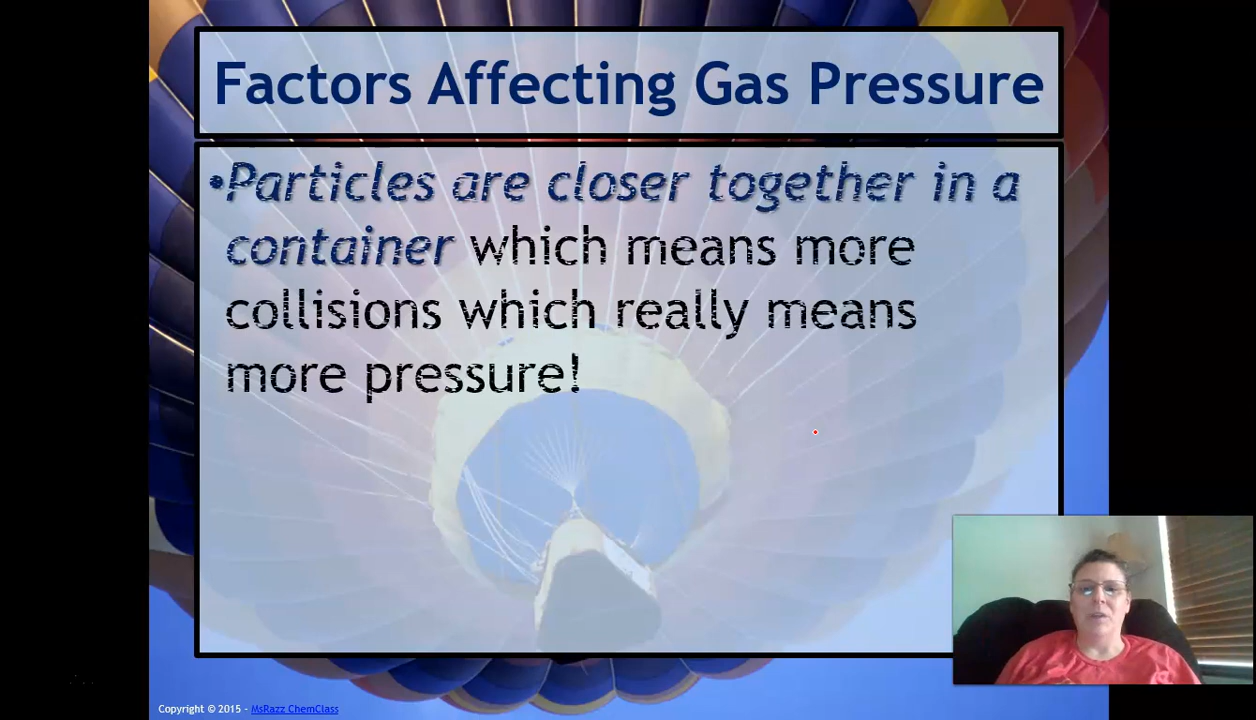 Factors Affecting Gas Pressure
•Particles are closer together in a
container which means more
collisions which really means
more pressure!
Copyright © 2015 - MsRazz ChemClass